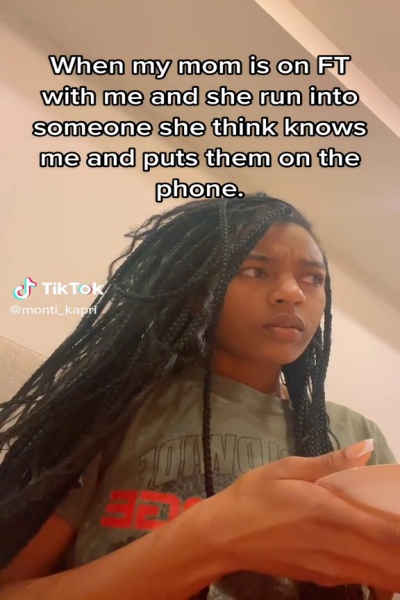 When my mom is on FT
with me and she run into
someone she think knows
me and puts them on the
phone.
TikTok
@monti_kapri